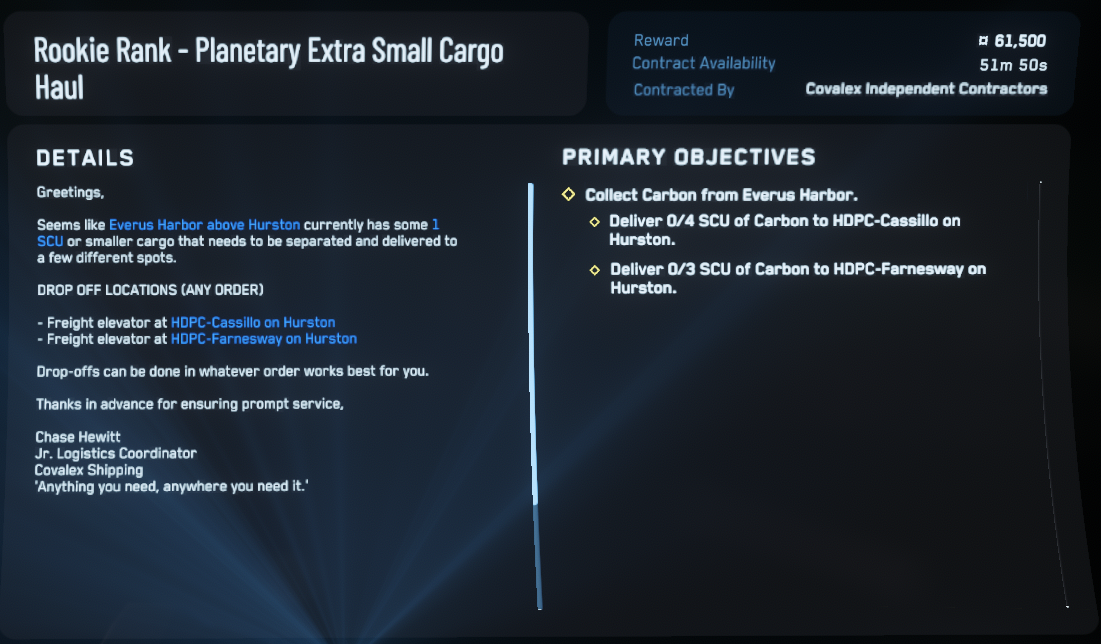 Rookie Rank - Planetary Extra Small Cargo
Haul
Reward ¤ 61,500
Contract Availability 51m 50s
Contracted By Covalex Independent Contractors
DETAILS
Greetings,
Seems like Everus Harbor above Hurston currently has some 1
SCU or smaller cargo that needs to be separated and delivered to
a few different spots.
DROP OFF LOCATIONS (ANY ORDER)
- Freight elevator at HDPC-Cassillo on Hurston
- Freight elevator at HDPC-Farnesway on Hurston
Drop-offs can be done in whatever order works best for you.
Thanks in advance for ensuring prompt service,
Chase Hewitt
Jr. Logistics Coordinator
Covalex Shipping
'Anything you need, anywhere you need it.'
PRIMARY OBJECTIVES
Collect Carbon from Everus Harbor.
Deliver 0/4 SCU of Carbon to HDPC-Cassillo on
Hurston.
Deliver 0/3 SCU of Carbon to HDPC-Farnesway on
Hurston.